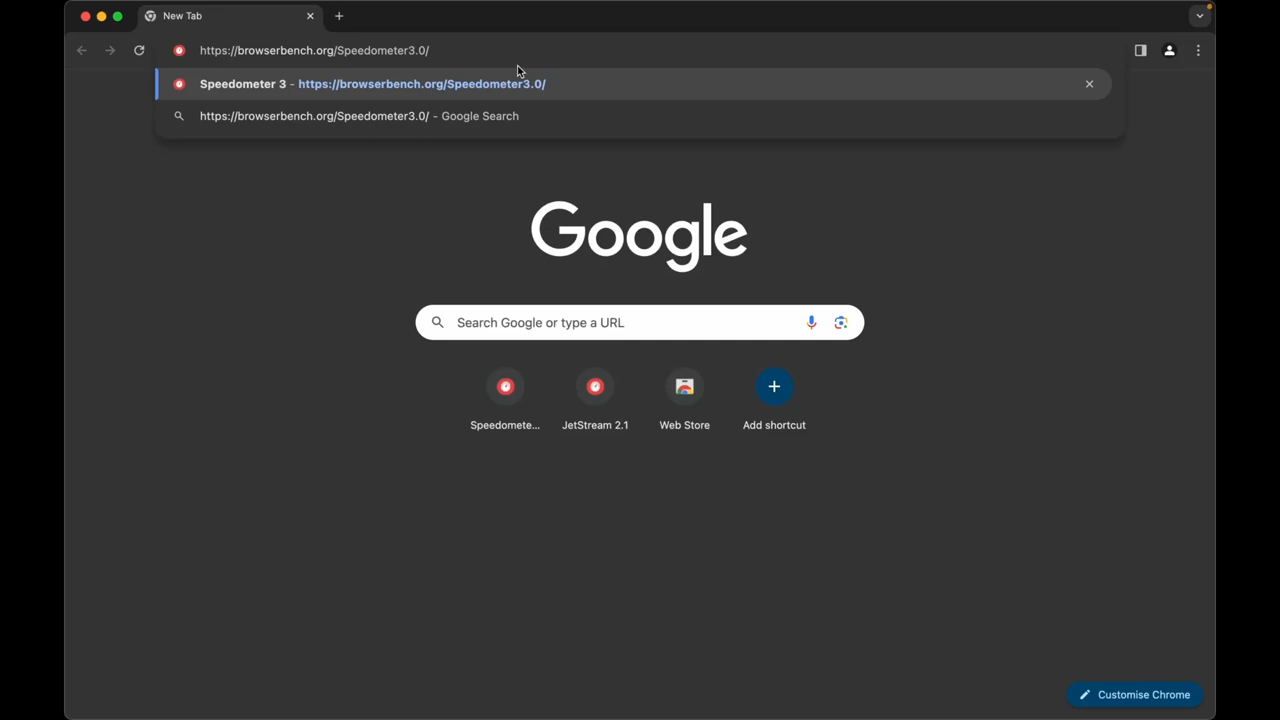 New Tab
https://browserbench.org/Speedometer3.0/
Speedometer 3 - https://browserbench.org/Speedometer3.0/
https://browserbench.org/Speedometer3.0/ - Google Search
Google
Search Google or type a URL
Speedomete... JetStream 2.1 Web Store Add shortcut
Customise Chrome